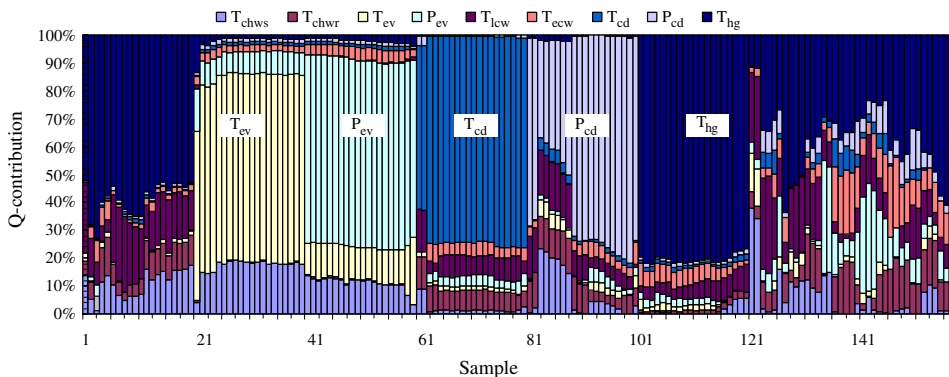 T_chws T_chwr T_ev P_ev T_lcw T_ecw T_cd P_cd T_hg
100%
90%
80%
70%
60%
50%
40%
30%
20%
10%
0%
Q-contribution
T_ev P_ev T_cd P_cd T_hg
1 21 41 61 81 101 121 141
Sample